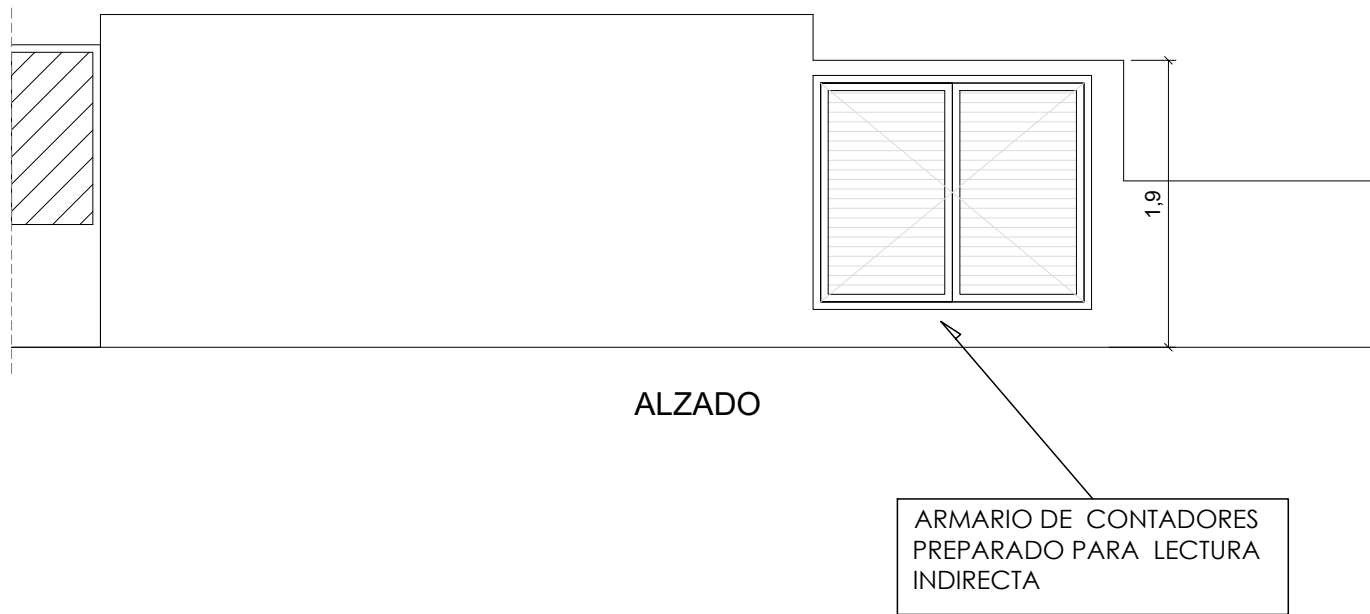 1,9
ALZADO
ARMARIO DE CONTADORES
PREPARADO PARA LECTURA
INDIRECTA